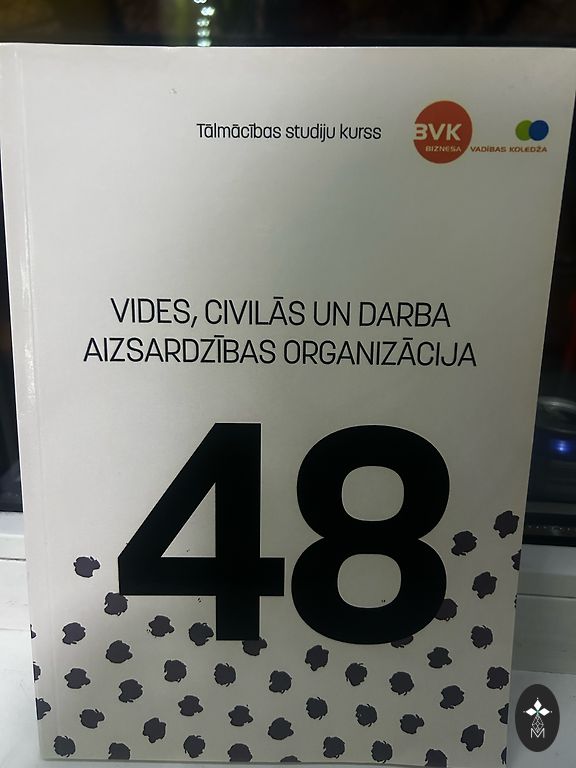 Tālmācības studiju kurss
BVK
BIZNESA VADĪBAS KOLEDŽA
VIDES, CIVILĀS UN DARBA
AIZSARDZĪBAS ORGANIZĀCIJA
48
M